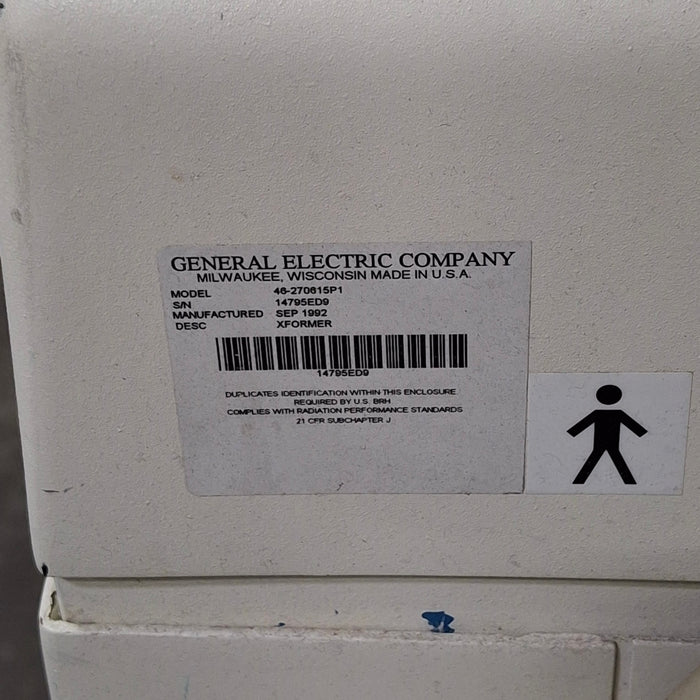 GENERAL ELECTRIC COMPANY
MILWAUKEE, WISCONSIN MADE IN U.S.A.
MODEL 46-270615P1
S/N 14795ED9
MANUFACTURED SEP 1992
DESC XFORMER
14795ED9
DUPLICATES IDENTIFICATION WITHIN THIS ENCLOSURE
REQUIRED BY U.S. BRH
COMPLIES WITH RADIATION PERFORMANCE STANDARDS
21 CFR SUBCHAPTER J